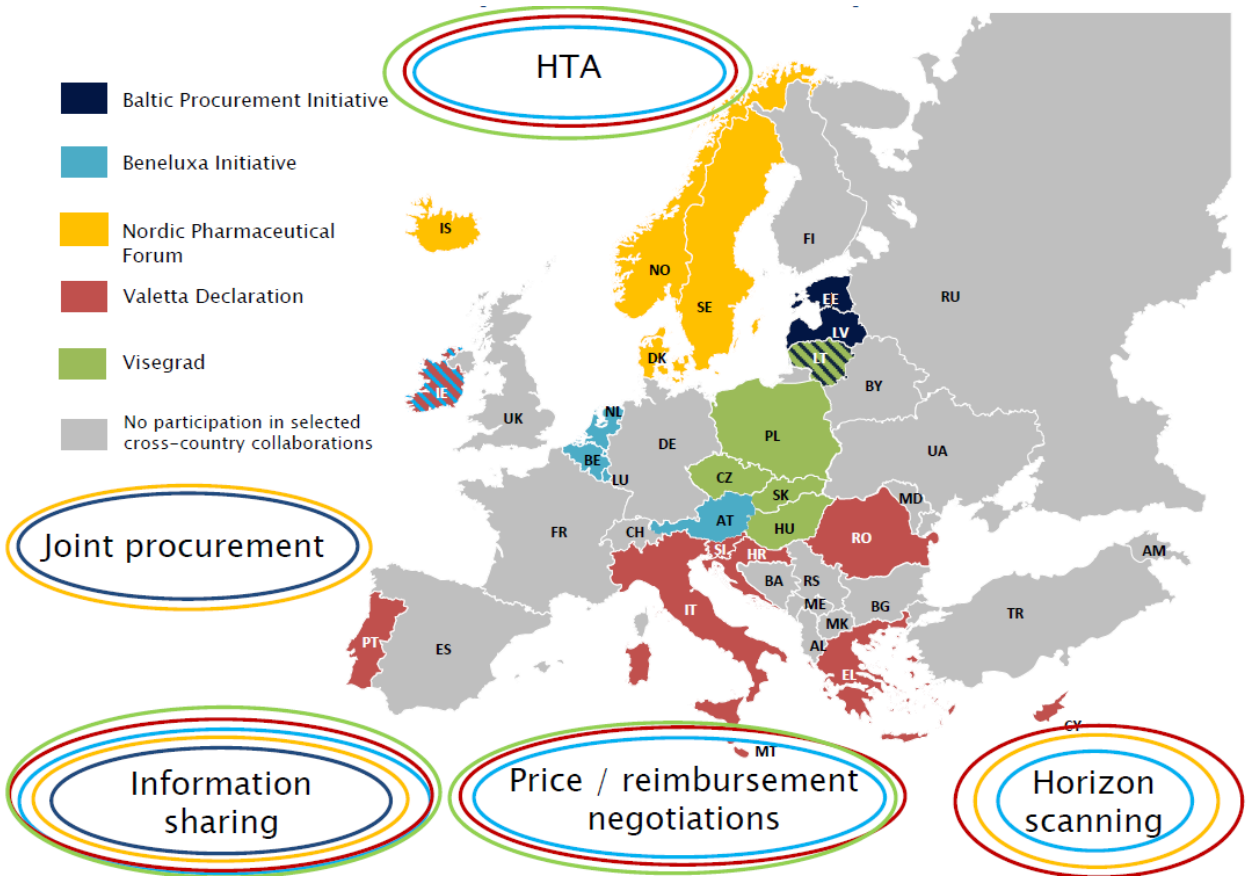 HTA
Baltic Procurement Initiative
Beneluxa Initiative
Nordic Pharmaceutical
Forum
Valetta Declaration
Visegrad
No participation in selected
cross-country collaborations
IS
NO
SE
FI
RU
EE
LV
LT
DK
BY
IE
UK
NL
BE
LU
DE
PL
CZ
SK
UA
MD
FR
CH
AT
HU
RO
SI
HR
BA
RS
ME
MK
AL
BG
IT
AM
TR
PT
ES
EL
CY
MT
Joint procurement
Information
sharing
Price / reimbursement
negotiations
Horizon
scanning